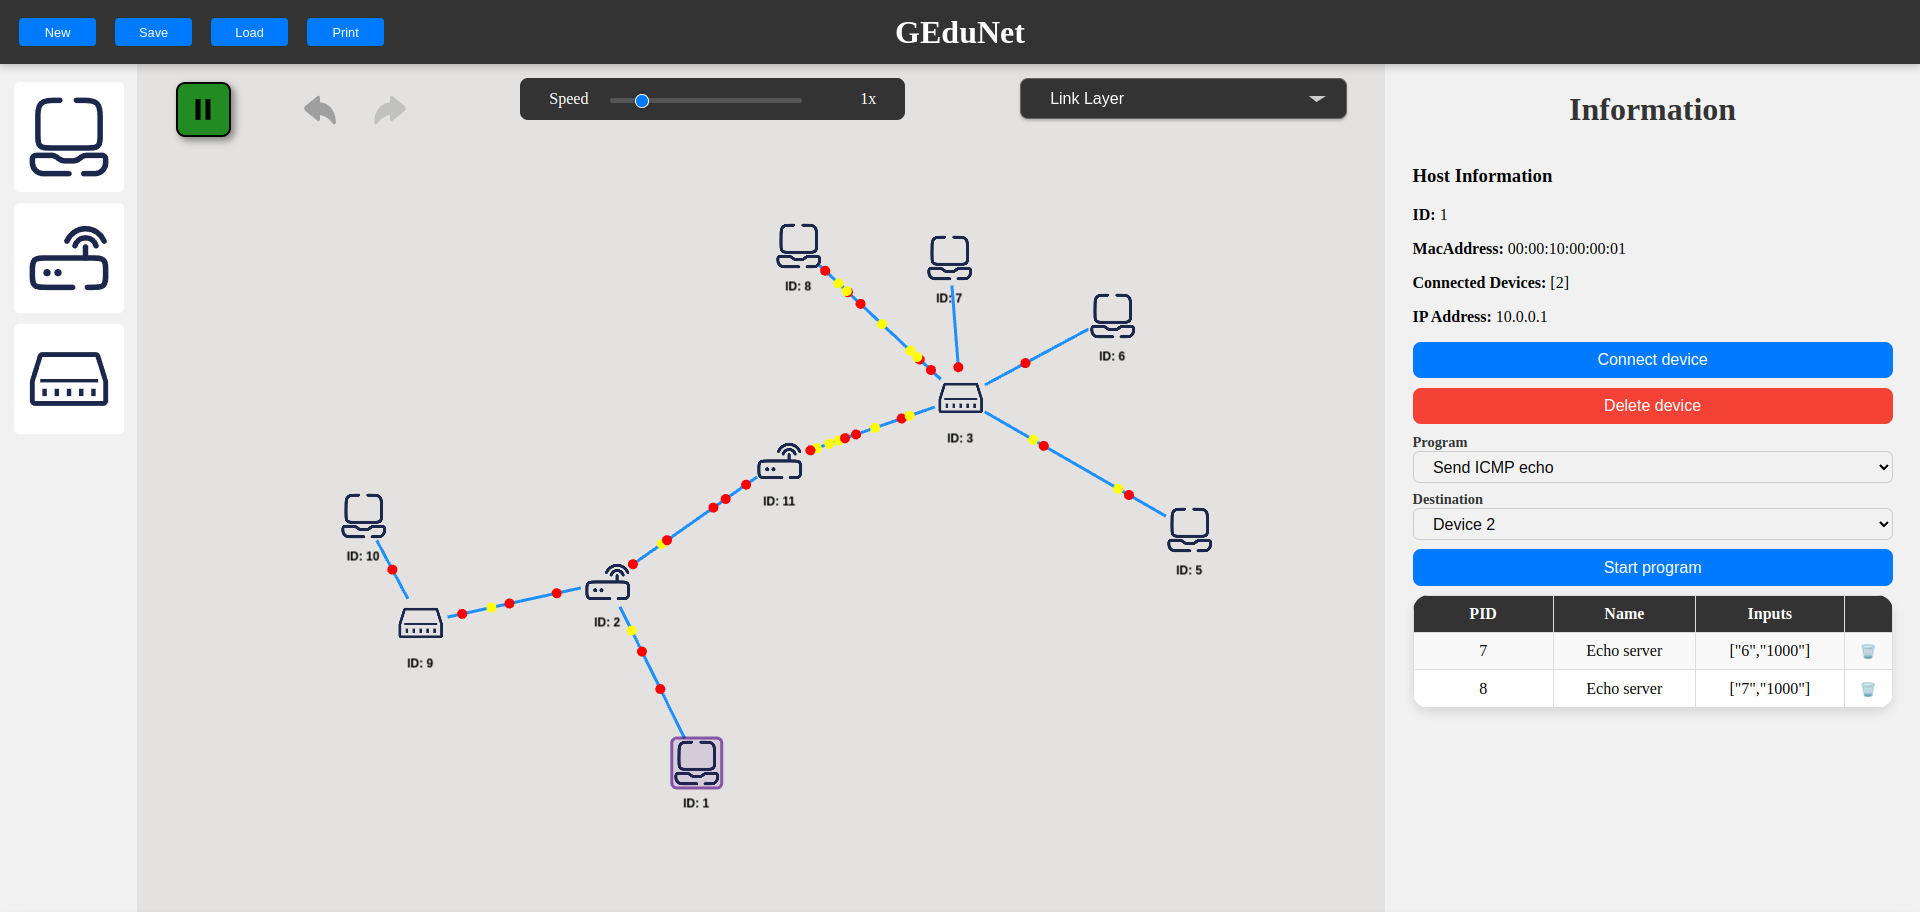 New Save Load Print GEduNet
Speed 1x
Link Layer
ID: 8
ID: 7
ID: 6
ID: 3
ID: 11
ID: 10
ID: 5
ID: 2
ID: 9
ID: 1
Information
Host Information
ID: 1
MacAddress: 00:00:10:00:00:01
Connected Devices: [2]
IP Address: 10.0.0.1
Connect device
Delete device
Program
Send ICMP echo
Destination
Device 2
Start program
PID Name Inputs
7 Echo server ["6","1000"]
8 Echo server ["7","1000"]